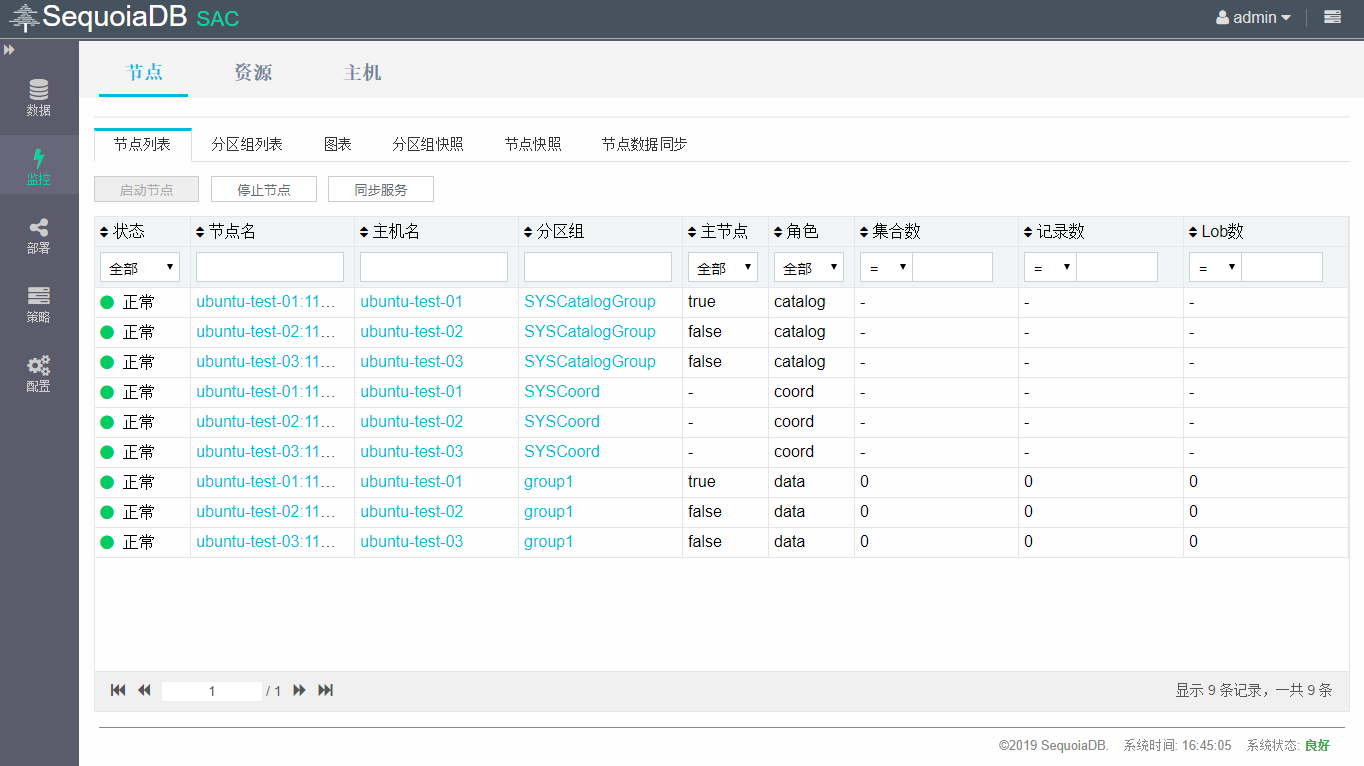 SequoiaDB SAC
admin
节点 资源 主机
数据
监控
部署
策略
配置
节点列表 分区组列表 图表 分区组快照 节点快照 节点数据同步
启动节点 停止节点 同步服务
状态 节点名 主机名 分区组 主节点 角色 集合数 记录数 Lob数
全部 全部 全部 = = =
正常 ubuntu-test-01:11... ubuntu-test-01 SYSCatalogGroup true catalog - - -
正常 ubuntu-test-02:11... ubuntu-test-02 SYSCatalogGroup false catalog - - -
正常 ubuntu-test-03:11... ubuntu-test-03 SYSCatalogGroup false catalog - - -
正常 ubuntu-test-01:11... ubuntu-test-01 SYSCoord - coord - - -
正常 ubuntu-test-02:11... ubuntu-test-02 SYSCoord - coord - - -
正常 ubuntu-test-03:11... ubuntu-test-03 SYSCoord - coord - - -
正常 ubuntu-test-01:11... ubuntu-test-01 group1 true data 0 0 0
正常 ubuntu-test-02:11... ubuntu-test-02 group1 false data 0 0 0
正常 ubuntu-test-03:11... ubuntu-test-03 group1 false data 0 0 0
1 / 1 显示 9 条记录，一共 9 条
©2019 SequoiaDB. 系统时间: 16:45:05 系统状态: 良好